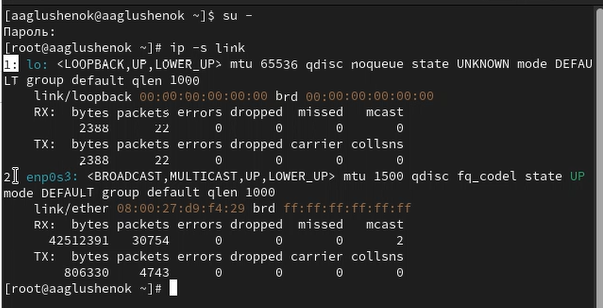 [aaglushenok@aaglushenok ~]$ su -
Пароль:
[root@aaglushenok ~]# ip -s link
1: lo: <LOOPBACK,UP,LOWER_UP> mtu 65536 qdisc noqueue state UNKNOWN mode DEFAU
LT group default qlen 1000
    link/loopback 00:00:00:00:00:00 brd 00:00:00:00:00:00
    RX:  bytes packets errors dropped  missed   mcast
          2388      22      0       0       0       0
    TX:  bytes packets errors dropped carrier collsns
          2388      22      0       0       0       0
2: enp0s3: <BROADCAST,MULTICAST,UP,LOWER_UP> mtu 1500 qdisc fq_codel state UP
mode DEFAULT group default qlen 1000
    link/ether 08:00:27:d9:f4:29 brd ff:ff:ff:ff:ff:ff
    RX:  bytes packets errors dropped  missed   mcast
      42512391   30754      0       0       0       2
    TX:  bytes packets errors dropped carrier collsns
        806330    4743      0       0       0       0
[root@aaglushenok ~]#